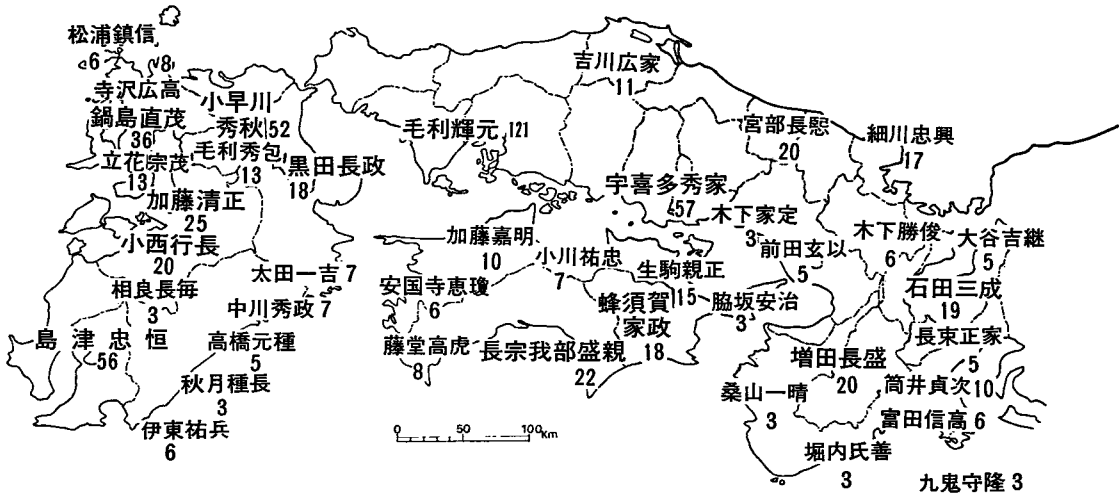 松浦鎮信
6
8
寺沢広高
鍋島直茂
36
立花宗茂
13
小早川
秀秋 52
毛利秀包
13
黒田長政
18
加藤清正
25
小西行長
20
相良長毎
3
島津忠恒
56
太田一吉 7
中川秀政 7
高橋元種
5
秋月種長
3
伊東祐兵
6
毛利輝元 121
吉川広家
11
宇喜多秀家
57
宮部長煕
20
細川忠興
17
木下家定
3
前田玄以
5
木下勝俊
6
大谷吉継
5
加藤嘉明
10
小川祐忠
7
生駒親正
15
安国寺恵瓊
6
藤堂高虎
8
長宗我部盛親
22
蜂須賀
家政
18
脇坂安治
3
石田三成
19
長束正家
5
増田長盛
20
筒井貞次 10
桑山一晴
3
富田信高 6
堀内氏善
3
九鬼守隆 3
0 50 100Km